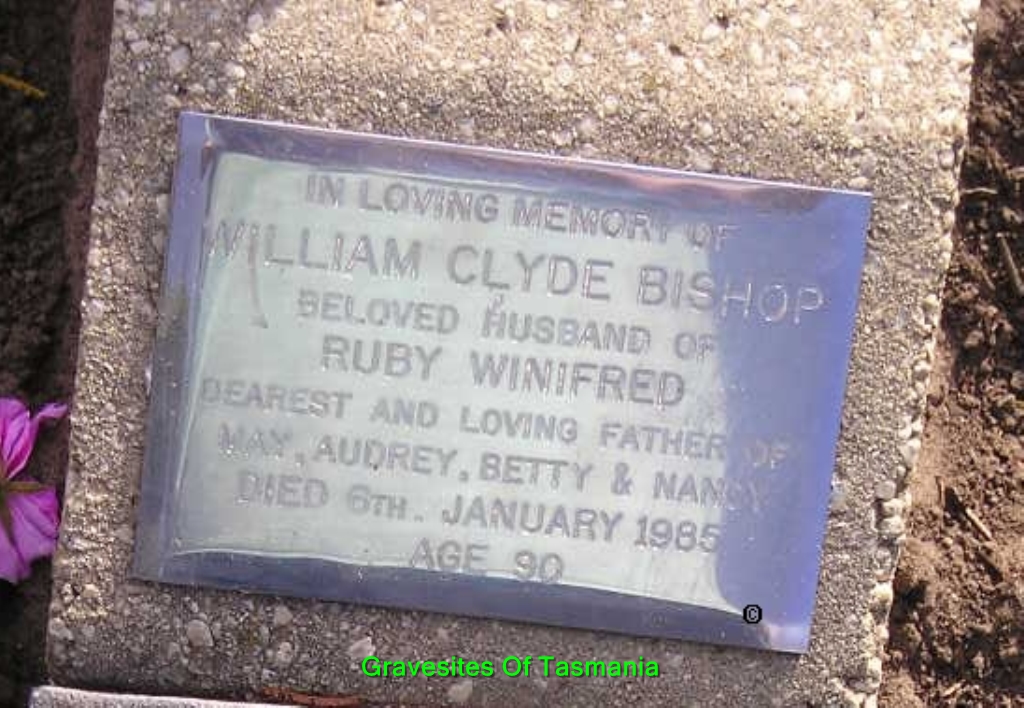 IN LOVING MEMORY OF
WILLIAM CLYDE BISHOP
BELOVED HUSBAND OF
RUBY WINIFRED
DEAREST AND LOVING FATHER OF
MAY, AUDREY, BETTY & NANCY
DIED 6TH. JANUARY 1985
AGE 90
©
Gravesites Of Tasmania